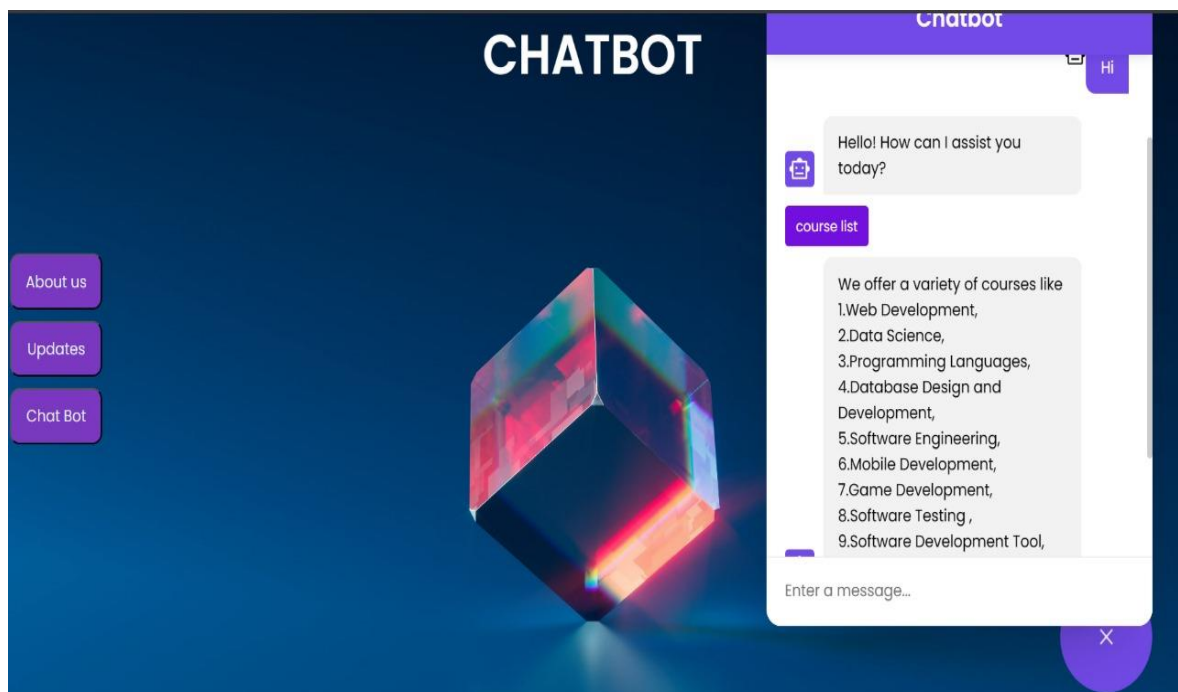 CHATBOT
About us
Updates
Chat Bot
Chatbot
Hi
Hello! How can I assist you
today?
course list
We offer a variety of courses like
1.Web Development,
2.Data Science,
3.Programming Languages,
4.Database Design and
Development,
5.Software Engineering,
6.Mobile Development,
7.Game Development,
8.Software Testing ,
9.Software Development Tool,
Enter a message...
X